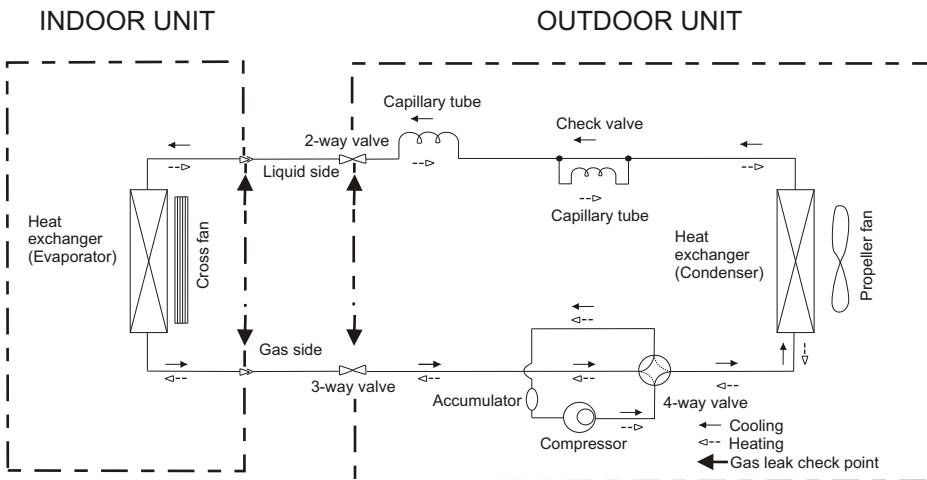 INDOOR UNIT
OUTDOOR UNIT
Capillary tube
2-way valve
Check valve
Liquid side
Capillary tube
Heat
exchanger
(Evaporator)
Cross fan
Heat
exchanger
(Condenser)
Propeller fan
Gas side
3-way valve
Accumulator
4-way valve
Compressor
Cooling
Heating
Gas leak check point